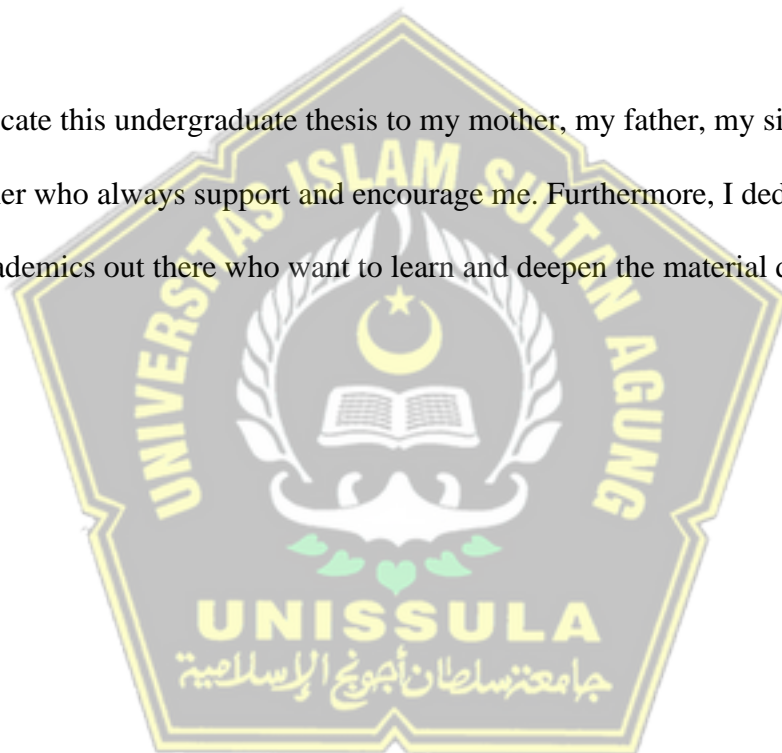 cate this undergraduate thesis to my mother, my father, my si
er who always support and encourage me. Furthermore, I ded
ademics out there who want to learn and deepen the material d
UNIVERSITAS ISLAM SULTAN AGUNG
UNISSULA
جامعة سلطان أجونج الإسلامية